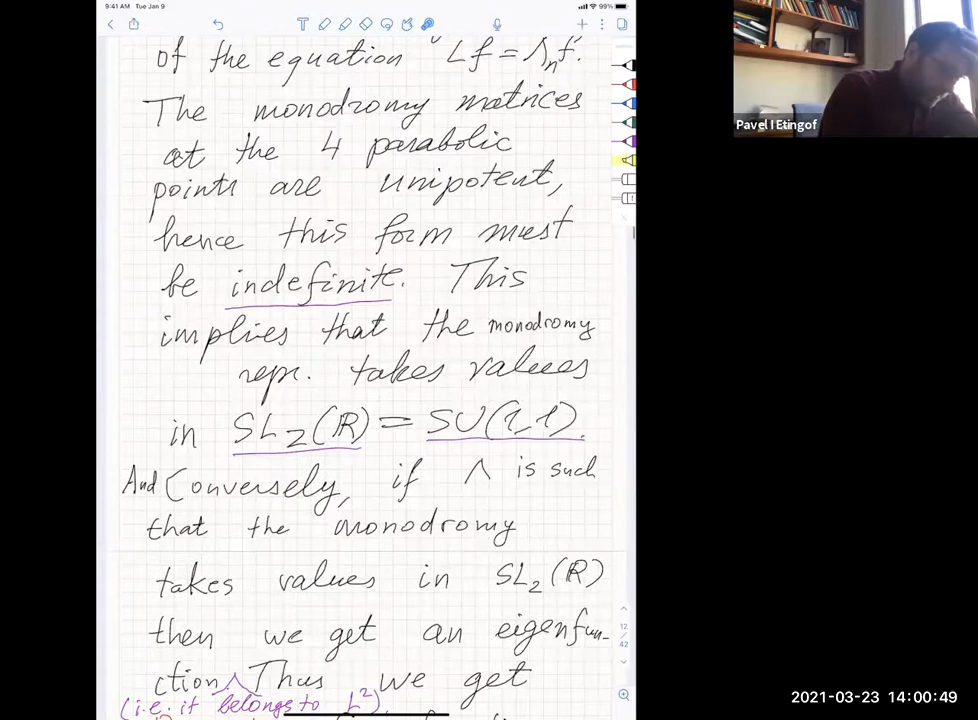 9:41 AM Tue Jan 9
99%
of the equation "Lf = Λₙf".
The monodromy matrices
at the 4 parabolic
points are unipotent,
hence this form must
be indefinite. This
implies that the monodromy
repr. takes values
in SL₂(ℝ) = SU(1,1).
And Conversely, if Λ is such
that the monodromy
takes values in SL₂(ℝ)
then we get an eigenfun-
ction. Thus we get
(i.e. it belongs to L²)
12
/
42
Pavel I Etingof
2021-03-23 14:00:49